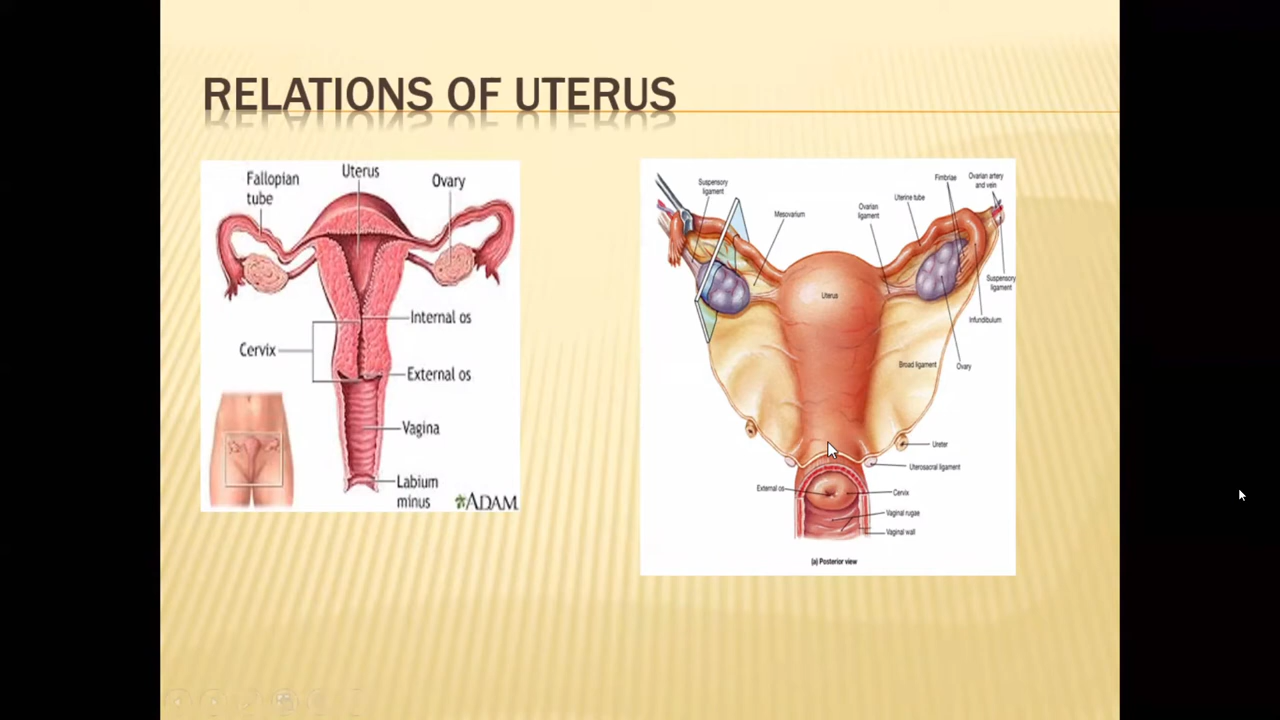 RELATIONS OF UTERUS
Fallopian
tube
Uterus
Ovary
Internal os
Cervix
External os
Vagina
Labium
minus
ADAM
Suspensory
ligament
Mesovarium
Ovarian
ligament
Uterine tube
Fimbriae
Ovarian artery
and vein
Uterus
Suspensory
ligament
Infundibulum
Broad ligament
Ovary
Ureter
Uterosacral ligament
External os
Cervix
Vaginal rugae
Vaginal wall
(a) Posterior view